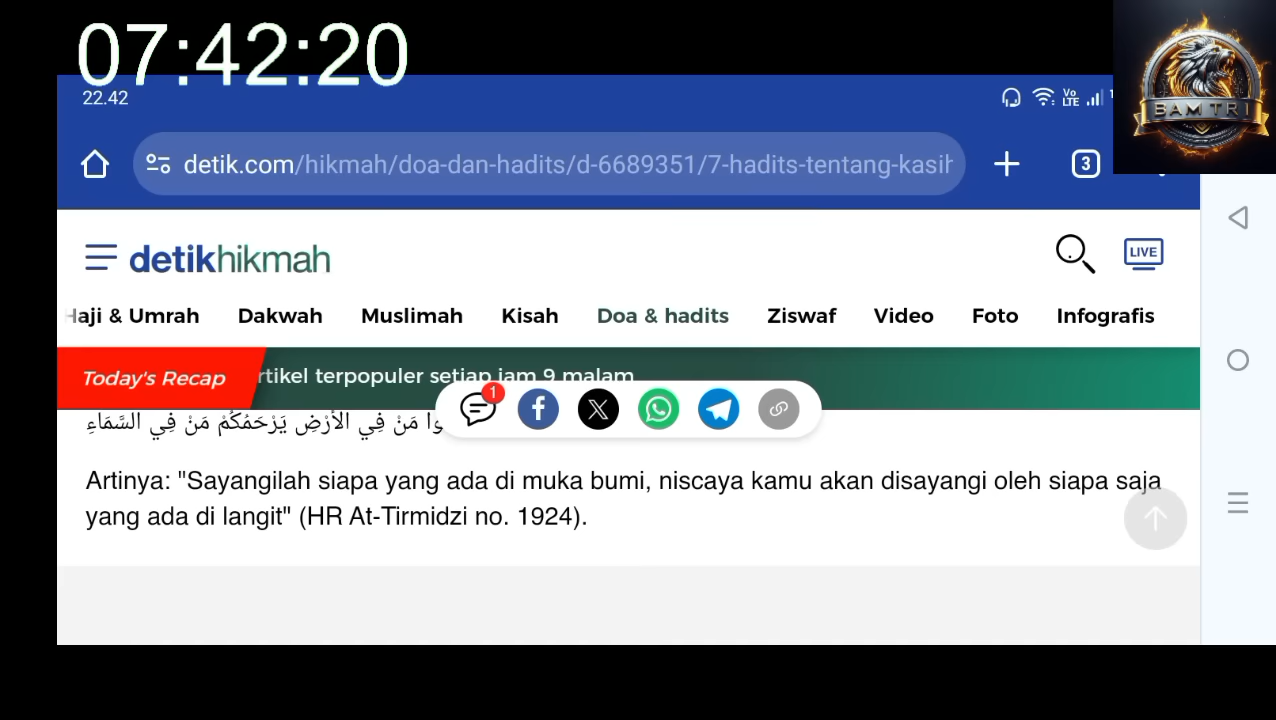 07:42:20
22.42
Vo LTE
BAM TRI
detik.com/hikmah/doa-dan-hadits/d-6689351/7-hadits-tentang-kasih
3
detikhikmah
LIVE
Haji & Umrah Dakwah Muslimah Kisah Doa & hadits Ziswaf Video Foto Infografis
Today's Recap rtikel terpopuler setiap jam 9 malam
1
مَنْ فِي الأَرْضِ يَرْحَمْكُمْ مَنْ فِي السَّمَاءِ
Artinya: "Sayangilah siapa yang ada di muka bumi, niscaya kamu akan disayangi oleh siapa saja
yang ada di langit" (HR At-Tirmidzi no. 1924).